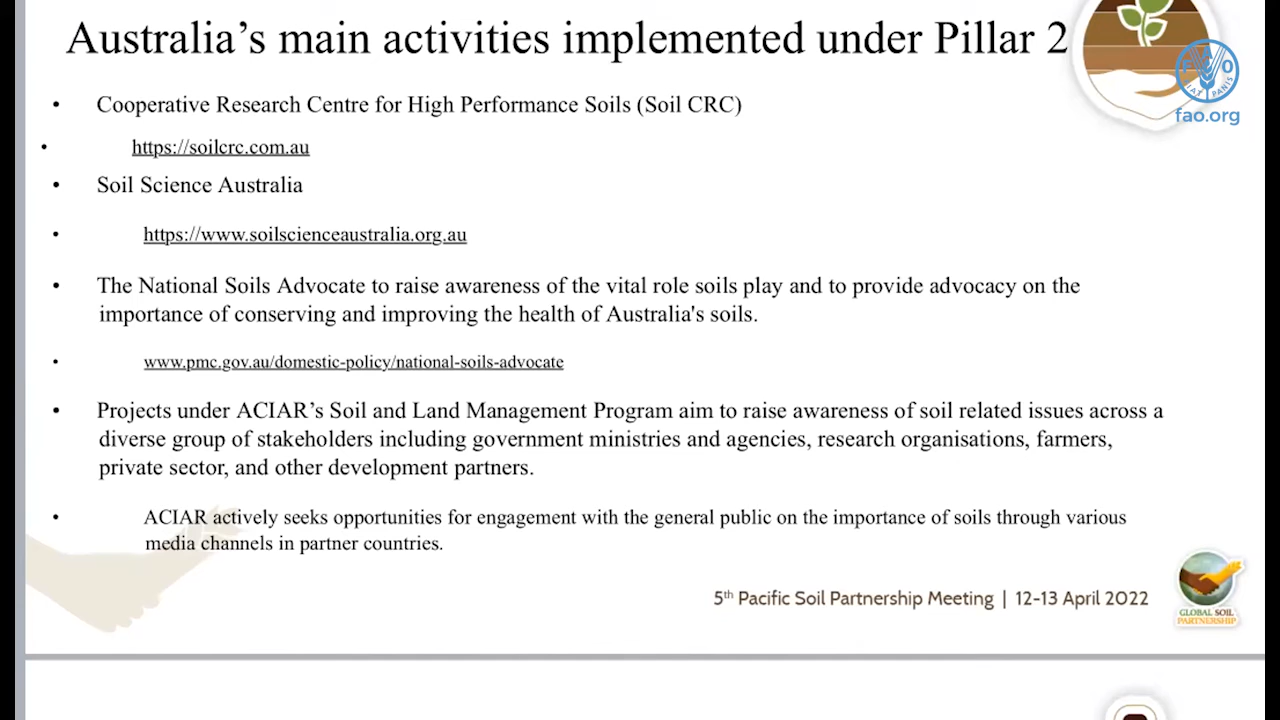 Australia’s main activities implemented under Pillar 2
F A O
FIAT PANIS
fao.org
• Cooperative Research Centre for High Performance Soils (Soil CRC)
• https://soilcrc.com.au
• Soil Science Australia
• https://www.soilscienceaustralia.org.au
• The National Soils Advocate to raise awareness of the vital role soils play and to provide advocacy on the
importance of conserving and improving the health of Australia's soils.
• www.pmc.gov.au/domestic-policy/national-soils-advocate
• Projects under ACIAR’s Soil and Land Management Program aim to raise awareness of soil related issues across a
diverse group of stakeholders including government ministries and agencies, research organisations, farmers,
private sector, and other development partners.
• ACIAR actively seeks opportunities for engagement with the general public on the importance of soils through various
media channels in partner countries.
5th Pacific Soil Partnership Meeting | 12-13 April 2022
GLOBAL SOIL
PARTNERSHIP